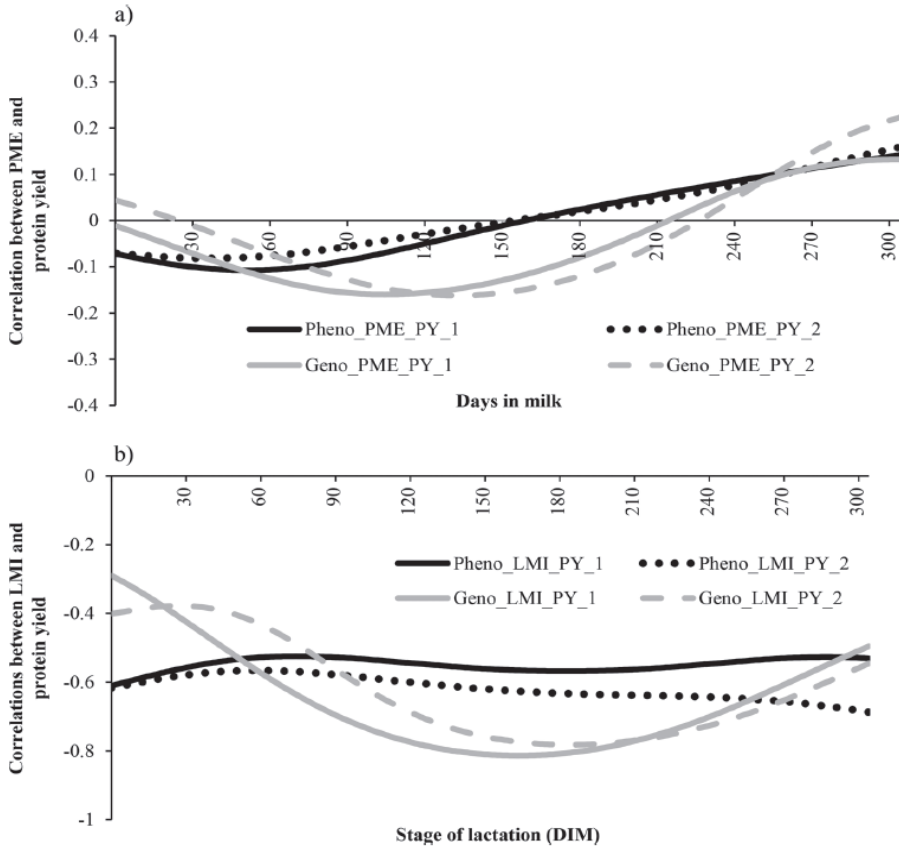 a)
Correlation between PME and
protein yield
0.4
0.3
0.2
0.1
0
-0.1
-0.2
-0.3
-0.4
30
60
90
120
150
180
210
240
270
300
Pheno_PME_PY_1
Pheno_PME_PY_2
Geno_PME_PY_1
Geno_PME_PY_2
Days in milk
b)
Correlations between LMI and
protein yield
0
-0.2
-0.4
-0.6
-0.8
-1
30
60
90
120
150
180
210
240
270
300
Pheno_LMI_PY_1
Pheno_LMI_PY_2
Geno_LMI_PY_1
Geno_LMI_PY_2
Stage of lactation (DIM)